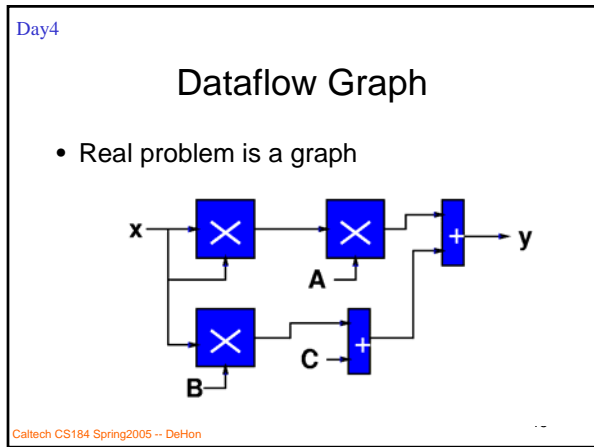 Day4
Dataflow Graph
• Real problem is a graph
x
A
+
y
B
C
+
Caltech CS184 Spring2005 -- DeHon